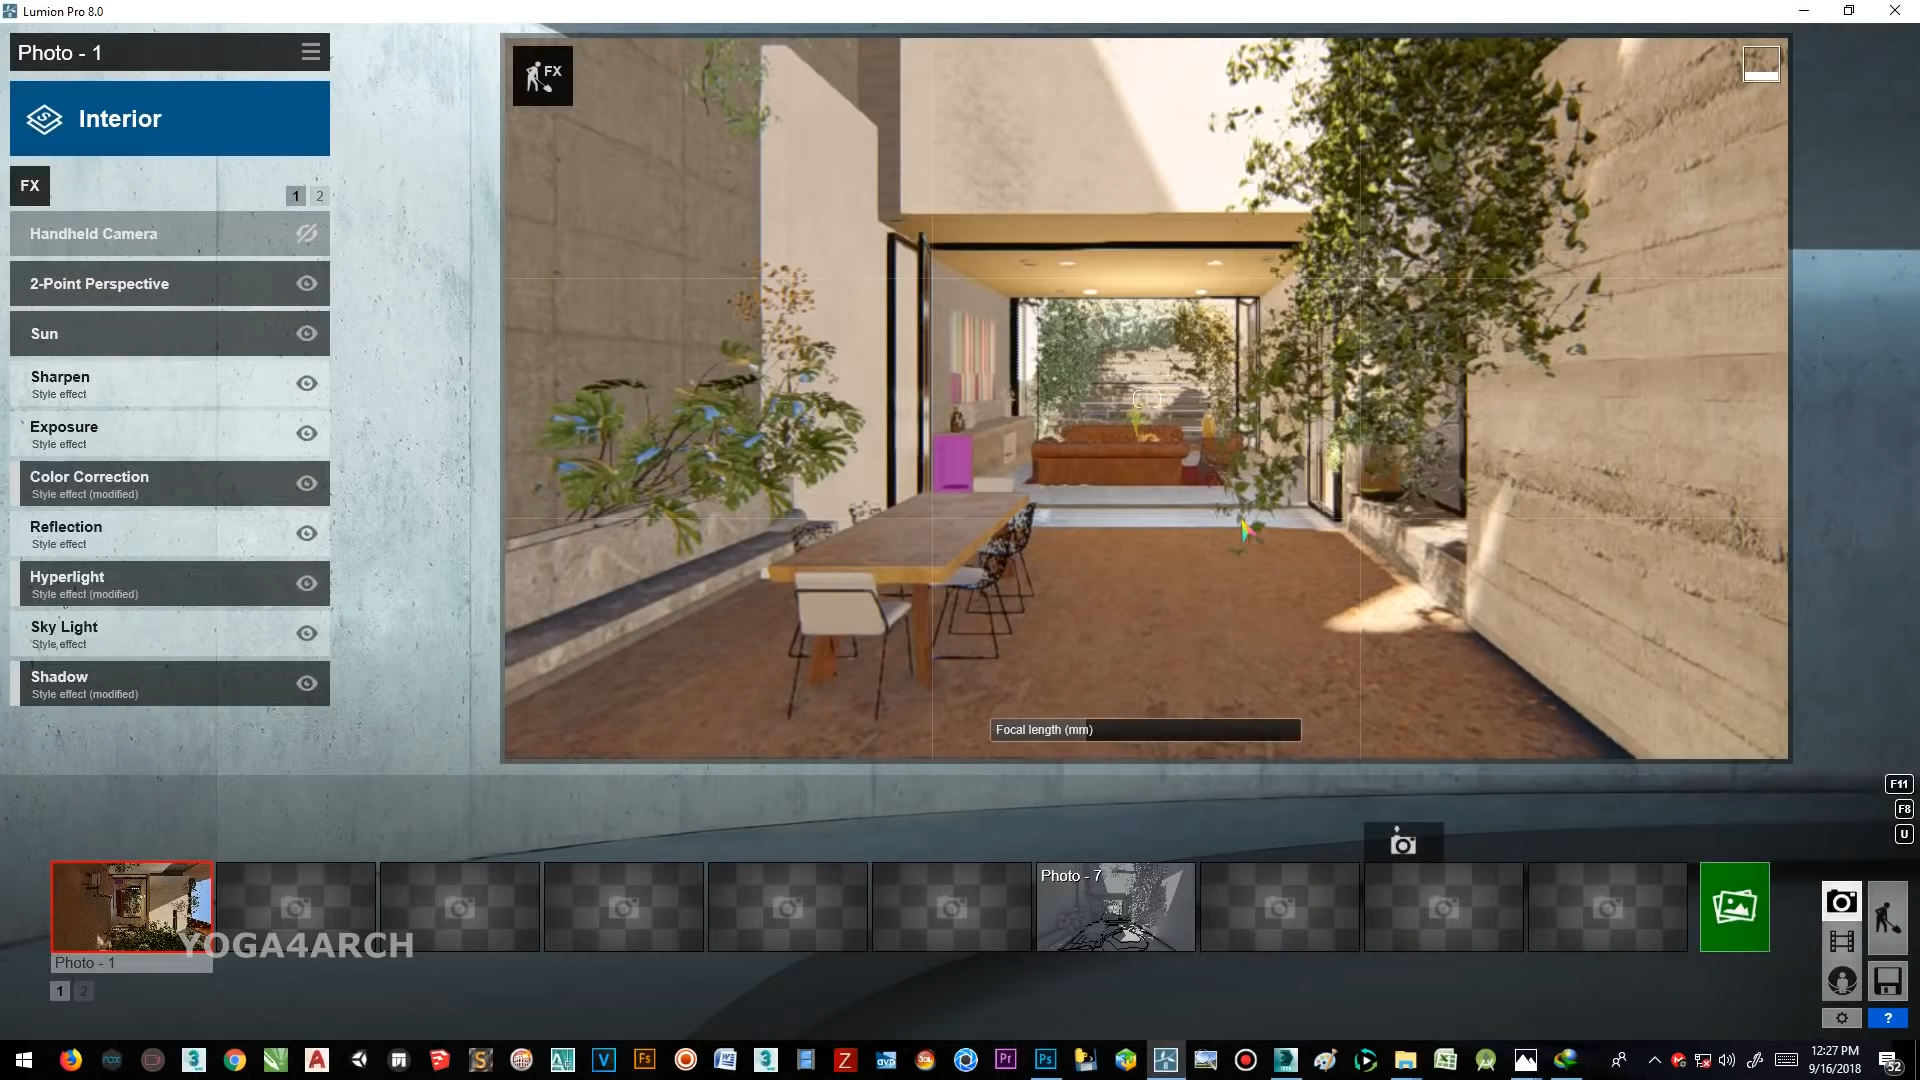 Lumion Pro 8.0
Photo - 1
Interior
FX
1 2
Handheld Camera
2-Point Perspective
Sun
Sharpen
Style effect
Exposure
Style effect
Color Correction
Style effect (modified)
Reflection
Style effect
Hyperlight
Style effect (modified)
Sky Light
Style effect
Shadow
Style effect (modified)
FX
Focal length (mm)
F11
F8
U
Photo - 7
YOGA4ARCH
Photo - 1
1 2
?
12:27 PM
9/16/2018
52